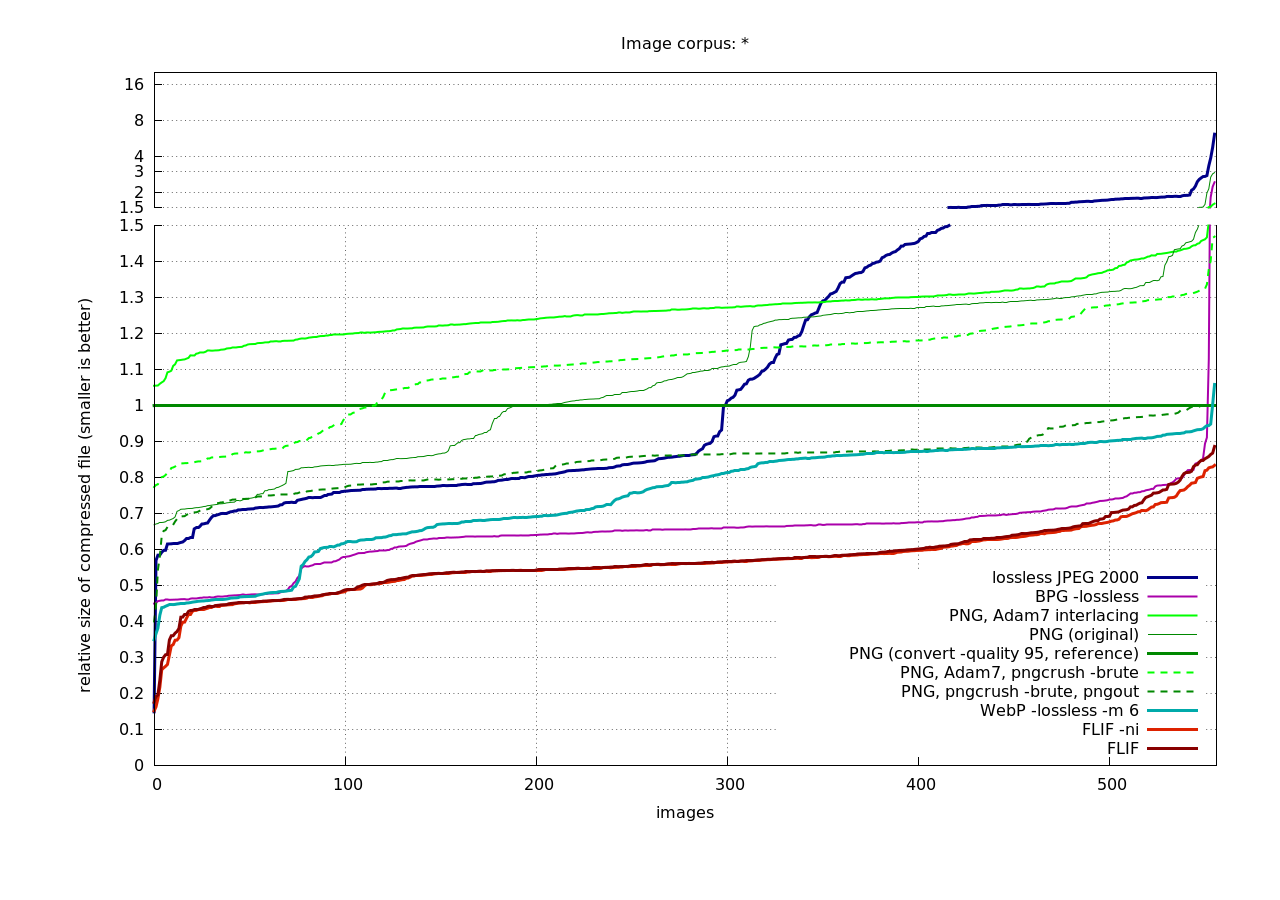 Image corpus: *
16
8
4
3
2
1.5
1.5
1.4
1.3
1.2
1.1
1
0.9
0.8
0.7
0.6
0.5
0.4
0.3
0.2
0.1
0
relative size of compressed file (smaller is better)
lossless JPEG 2000
BPG -lossless
PNG, Adam7 interlacing
PNG (original)
PNG (convert -quality 95, reference)
PNG, Adam7, pngcrush -brute
PNG, pngcrush -brute, pngout
WebP -lossless -m 6
FLIF -ni
FLIF
0 100 200 300 400 500
images